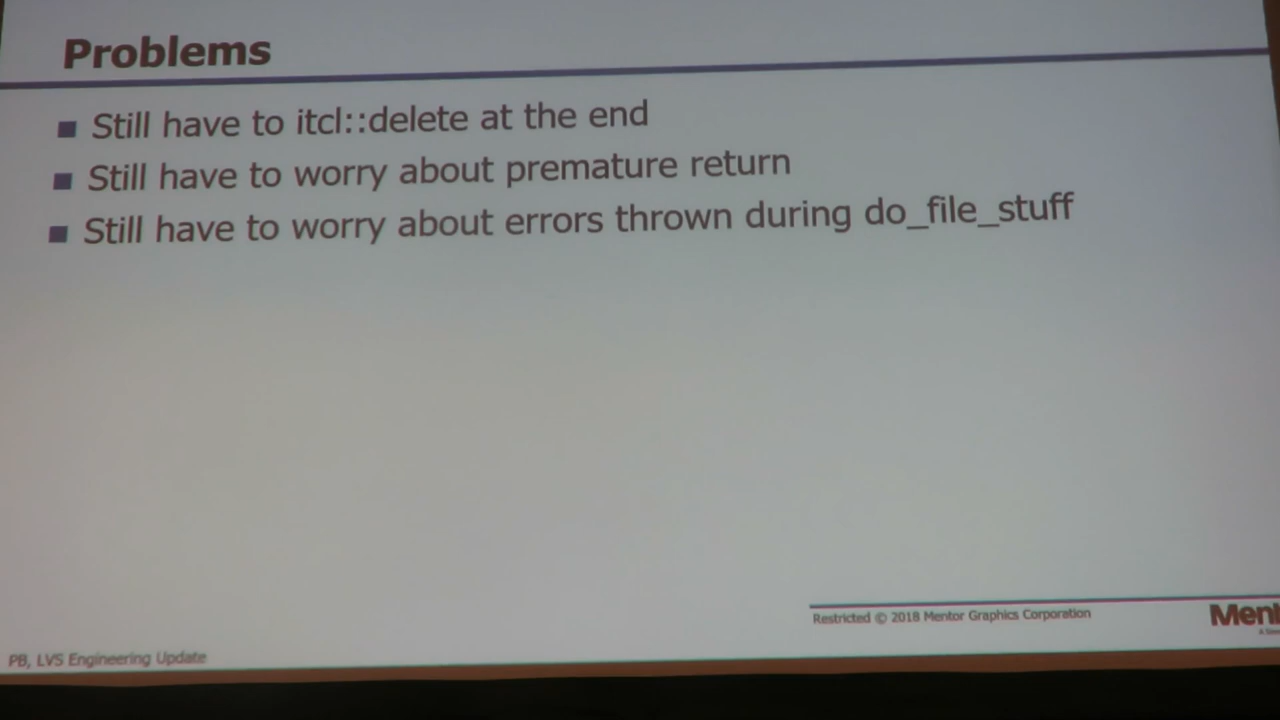 Problems
Still have to itcl::delete at the end
Still have to worry about premature return
Still have to worry about errors thrown during do_file_stuff
Restricted © 2018 Mentor Graphics Corporation
PB, LVS Engineering Update